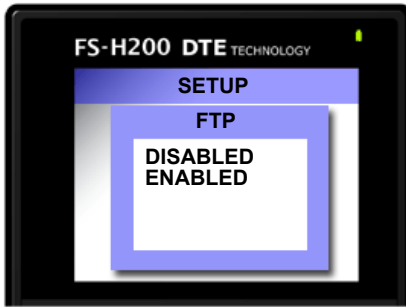 FS-H200 DTE TECHNOLOGY
SETUP
FTP
DISABLED
ENABLED